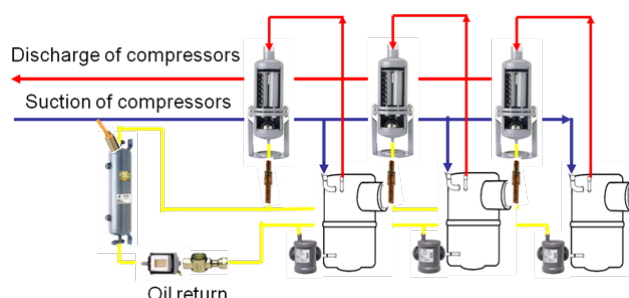 Discharge of compressors
Suction of compressors
Oil return